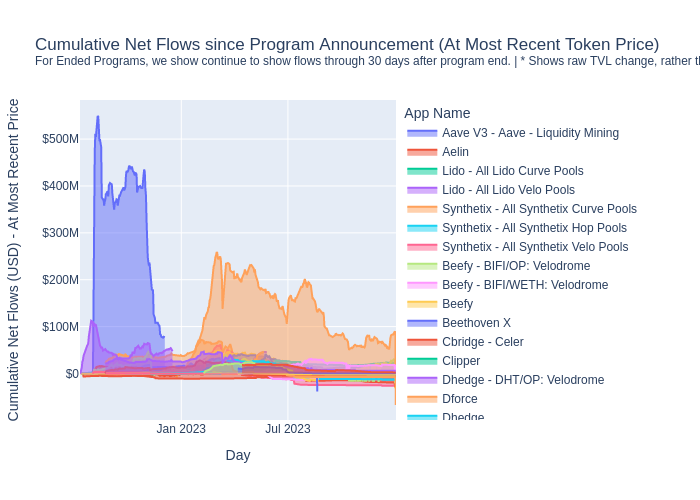 Cumulative Net Flows since Program Announcement (At Most Recent Token Price)
For Ended Programs, we show continue to show flows through 30 days after program end. | * Shows raw TVL change, rather
App Name
Aave V3 - Aave - Liquidity Mining
Aelin
Lido - All Lido Curve Pools
Lido - All Lido Velo Pools
Synthetix - All Synthetix Curve Pools
Synthetix - All Synthetix Hop Pools
Synthetix - All Synthetix Velo Pools
Beefy - BIFI/OP: Velodrome
Beefy - BIFI/WETH: Velodrome
Beefy
Beethoven X
Cbridge - Celer
Clipper
Dhedge - DHT/OP: Velodrome
Dforce
Dhedge
Cumulative Net Flows (USD) - At Most Recent Price
$500M
$400M
$300M
$200M
$100M
$0
Jan 2023
Jul 2023
Day